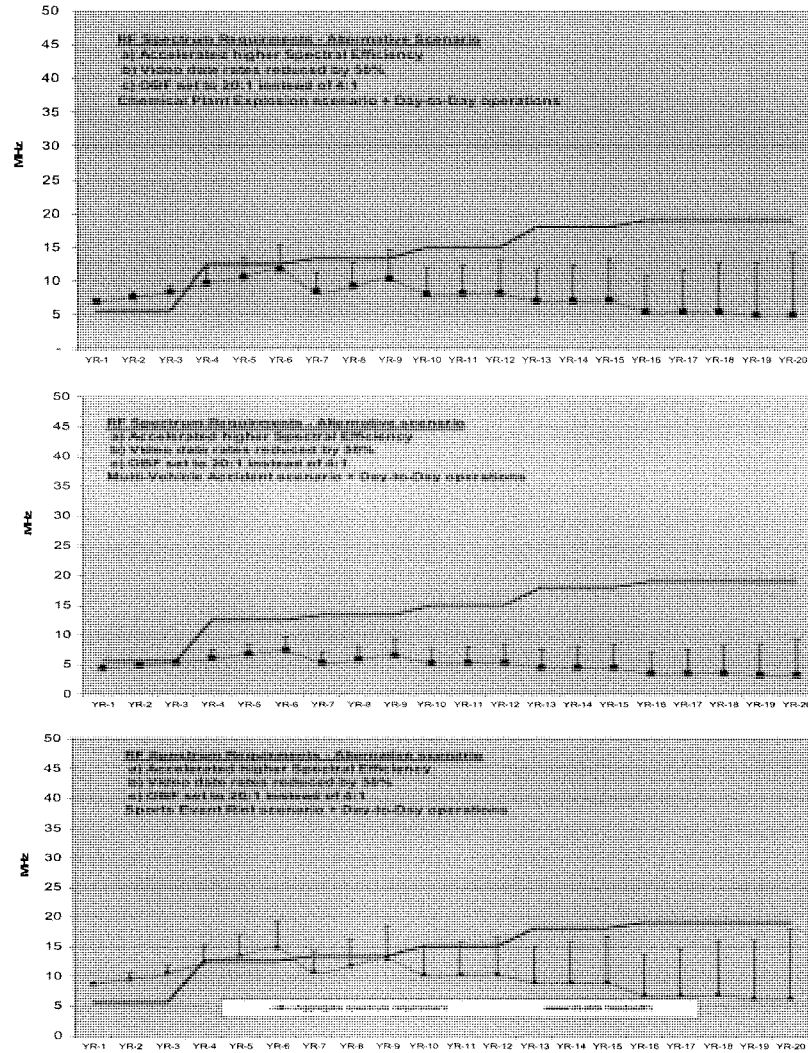 50
RF Spectrum Requirements - Alternative Scenario
45
a) Accelerated higher Spectral Efficiency
b) Video data rates reduced by 50%
40
c) OBF set to 20:1 instead of 4:1
Chemical Plant Explosion scenario + Day-to-Day operations
35
30
MHz
25
20
15
10
5
-
YR-1 YR-2 YR-3 YR-4 YR-5 YR-6 YR-7 YR-8 YR-9 YR-10 YR-11 YR-12 YR-13 YR-14 YR-15 YR-16 YR-17 YR-18 YR-19 YR-20
50
RF Spectrum Requirements - Alternative scenario
45
a) Accelerated higher Spectral Efficiency
b) Video data rates reduced by 50%
40
c) OBF set to 20:1 instead of 4:1
Multi-Vehicle Accident scenario + Day-to-Day operations
35
30
MHz
25
20
15
10
5
0
YR-1 YR-2 YR-3 YR-4 YR-5 YR-6 YR-7 YR-8 YR-9 YR-10 YR-11 YR-12 YR-13 YR-14 YR-15 YR-16 YR-17 YR-18 YR-19 YR-20
50
RF Spectrum Requirements - Alternative scenario
45
a) Accelerated higher Spectral Efficiency
b) Video data rates reduced by 50%
40
c) OBF set to 20:1 instead of 4:1
Sports Event Riot scenario + Day-to-Day operations
35
30
MHz
25
20
15
10
5
0
YR-1 YR-2 YR-3 YR-4 YR-5 YR-6 YR-7 YR-8 YR-9 YR-10 YR-11 YR-12 YR-13 YR-14 YR-15 YR-16 YR-17 YR-18 YR-19 YR-20